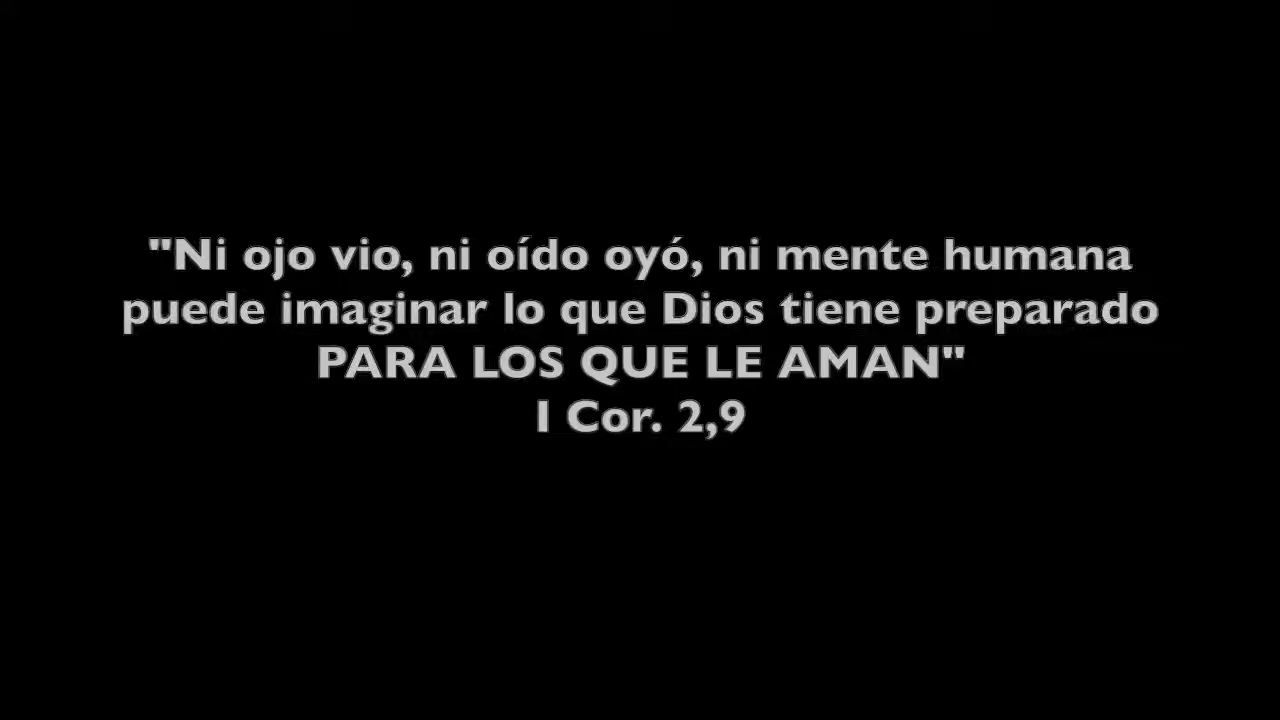 "Ni ojo vio, ni oído oyó, ni mente humana
puede imaginar lo que Dios tiene preparado
PARA LOS QUE LE AMAN"
1 Cor. 2,9